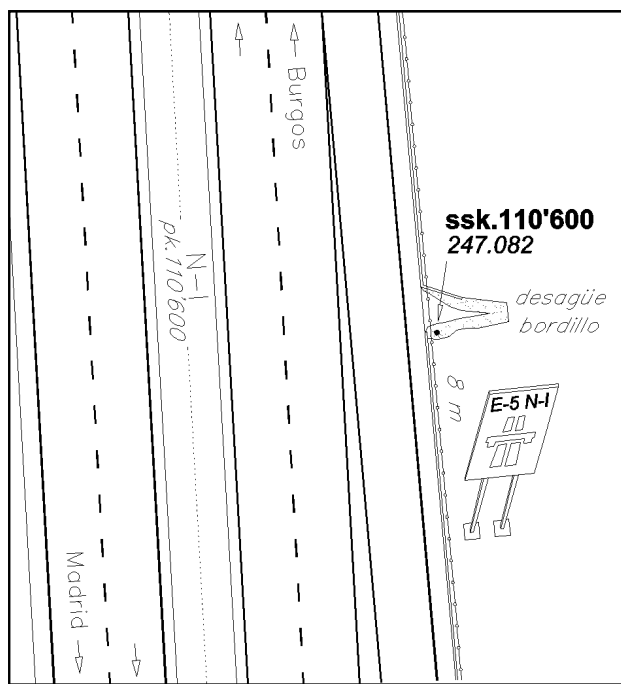 Burgos
N-I
pk.110'600
ssk.110'600
247.082
desagüe
bordillo
8 m
E-5 N-I
Madrid